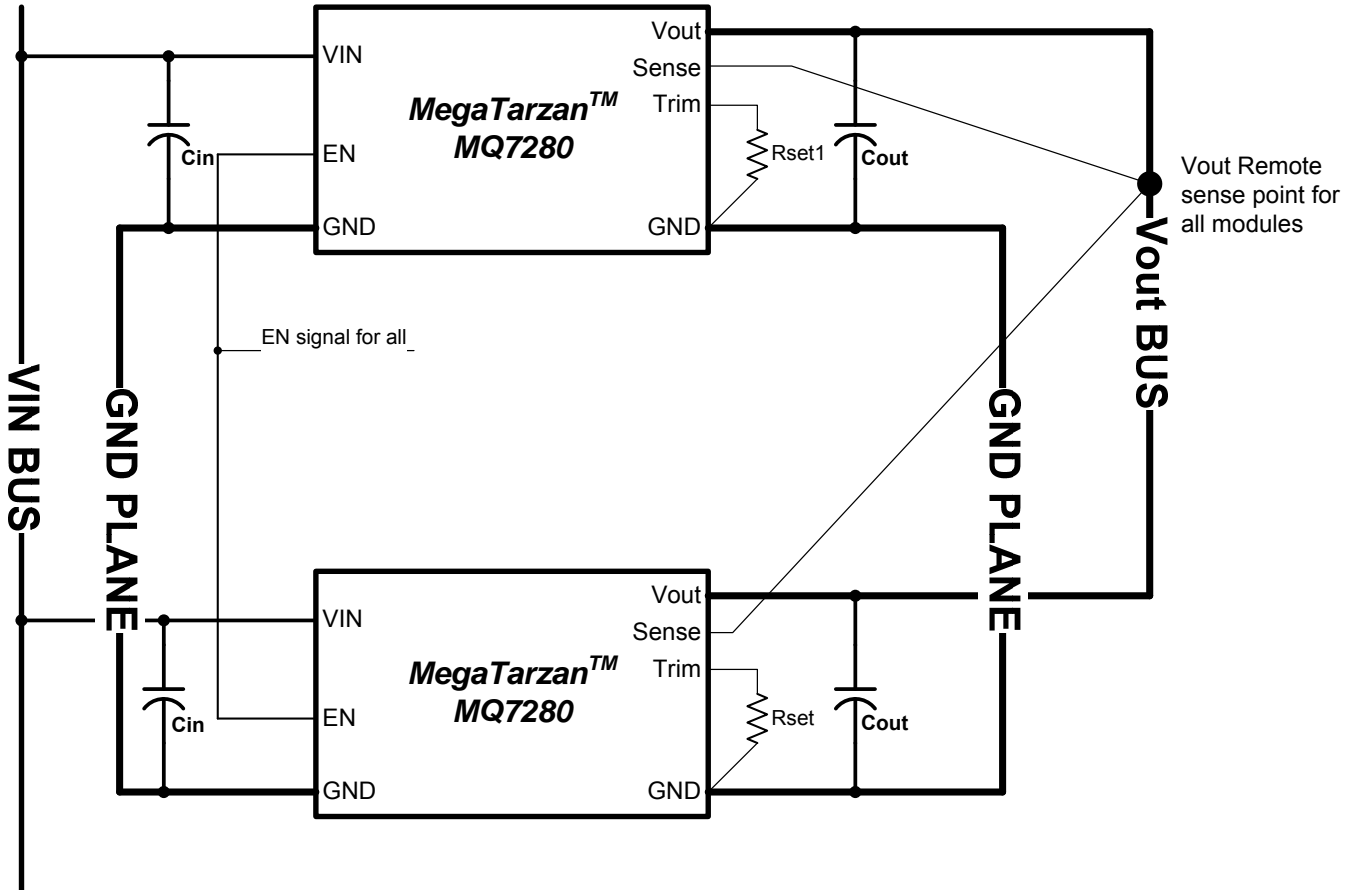 Vout
VIN
Sense
Trim
MegaTarzan™
MQ7280
Rset1
Cin
EN
Cout
GND
GND
Vout Remote
sense point for
all modules
EN signal for all
VIN BUS
GND PLANE
GND PLANE
Vout BUS
Vout
VIN
Sense
Trim
MegaTarzan™
MQ7280
Rset
Cin
EN
Cout
GND
GND